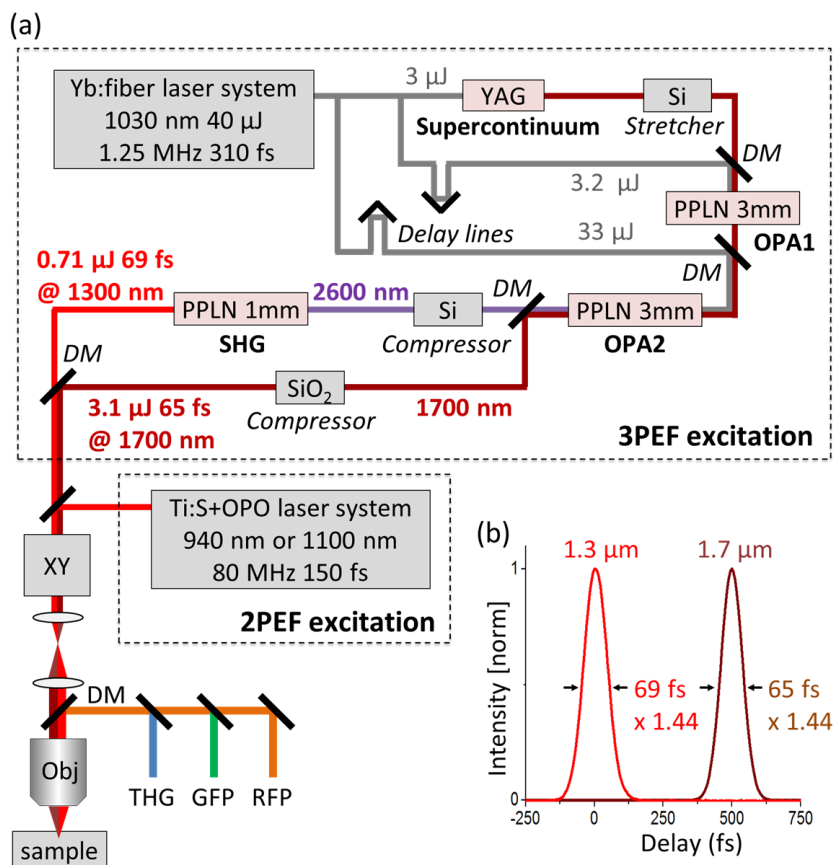 (a)
Yb:fiber laser system
1030 nm 40 µJ
1.25 MHz 310 fs
3 µJ
YAG
Supercontinuum
Si
Stretcher
DM
3.2 µJ
PPLN 3mm
OPA1
Delay lines
33 µJ
DM
0.71 µJ 69 fs
@ 1300 nm
PPLN 1mm
SHG
2600 nm
Si
Compressor
DM
PPLN 3mm
OPA2
DM
3.1 µJ 65 fs
@ 1700 nm
SiO₂
Compressor
1700 nm
3PEF excitation
Ti:S+OPO laser system
940 nm or 1100 nm
80 MHz 150 fs
2PEF excitation
XY
DM
Obj
THG
GFP
RFP
sample
(b)
1.3 µm
1.7 µm
Intensity [norm]
1
0
69 fs
x 1.44
65 fs
x 1.44
-250
0
250
500
750
Delay (fs)